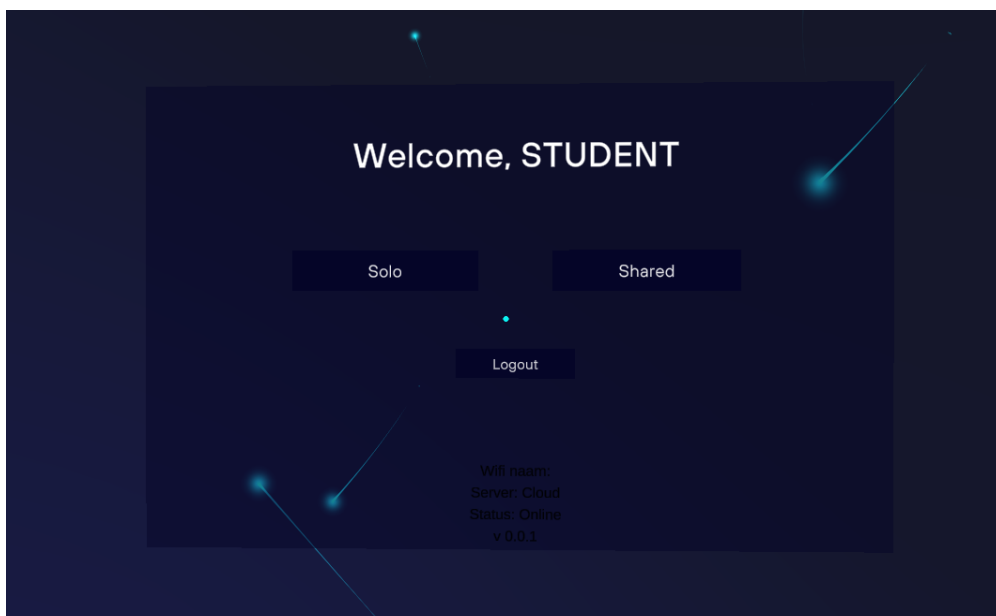 Welcome, STUDENT
Solo
Shared
Logout
Wifi naam:
Server: Cloud
Status: Online
v 0.0.1